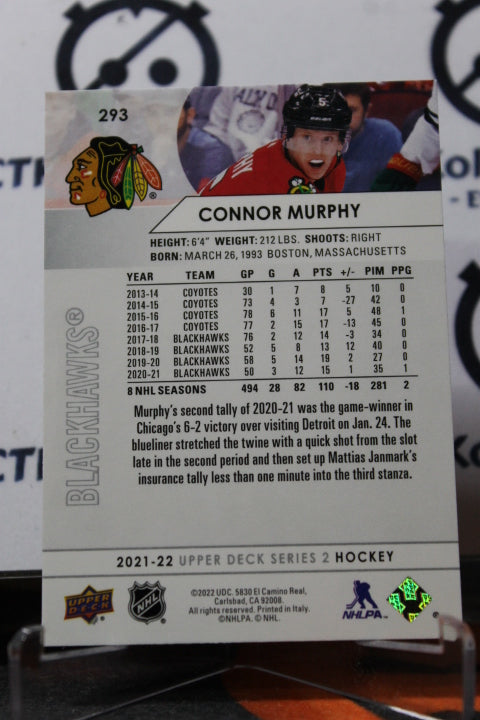 293
CONNOR MURPHY
HEIGHT: 6'4" WEIGHT: 212 LBS. SHOOTS: RIGHT
BORN: MARCH 26, 1993 BOSTON, MASSACHUSETTS
YEAR TEAM GP G A PTS +/- PIM PPG
2013-14 COYOTES 30 1 7 8 5 10 0
2014-15 COYOTES 73 4 3 7 -27 42 0
2015-16 COYOTES 78 6 11 17 5 48 1
2016-17 COYOTES 77 2 15 17 -13 45 0
2017-18 BLACKHAWKS 76 2 12 14 -3 34 0
2018-19 BLACKHAWKS 52 5 8 13 12 40 0
2019-20 BLACKHAWKS 58 5 14 19 2 27 0
2020-21 BLACKHAWKS 50 3 12 15 1 35 1
8 NHL SEASONS 494 28 82 110 -18 281 2
BLACKHAWKS®
Murphy's second tally of 2020-21 was the game-winner in
Chicago's 6-2 victory over visiting Detroit on Jan. 24. The
blueliner stretched the twine with a quick shot from the slot
late in the second period and then set up Mattias Janmark's
insurance tally less than one minute into the third stanza.
2021-22 UPPER DECK SERIES 2 HOCKEY
UPPER DECK
NHL
©2022 UDC. 5830 El Camino Real,
Carlsbad, CA 92008.
All rights reserved. Printed in Italy.
©NHLPA. ©NHL.
NHLPA